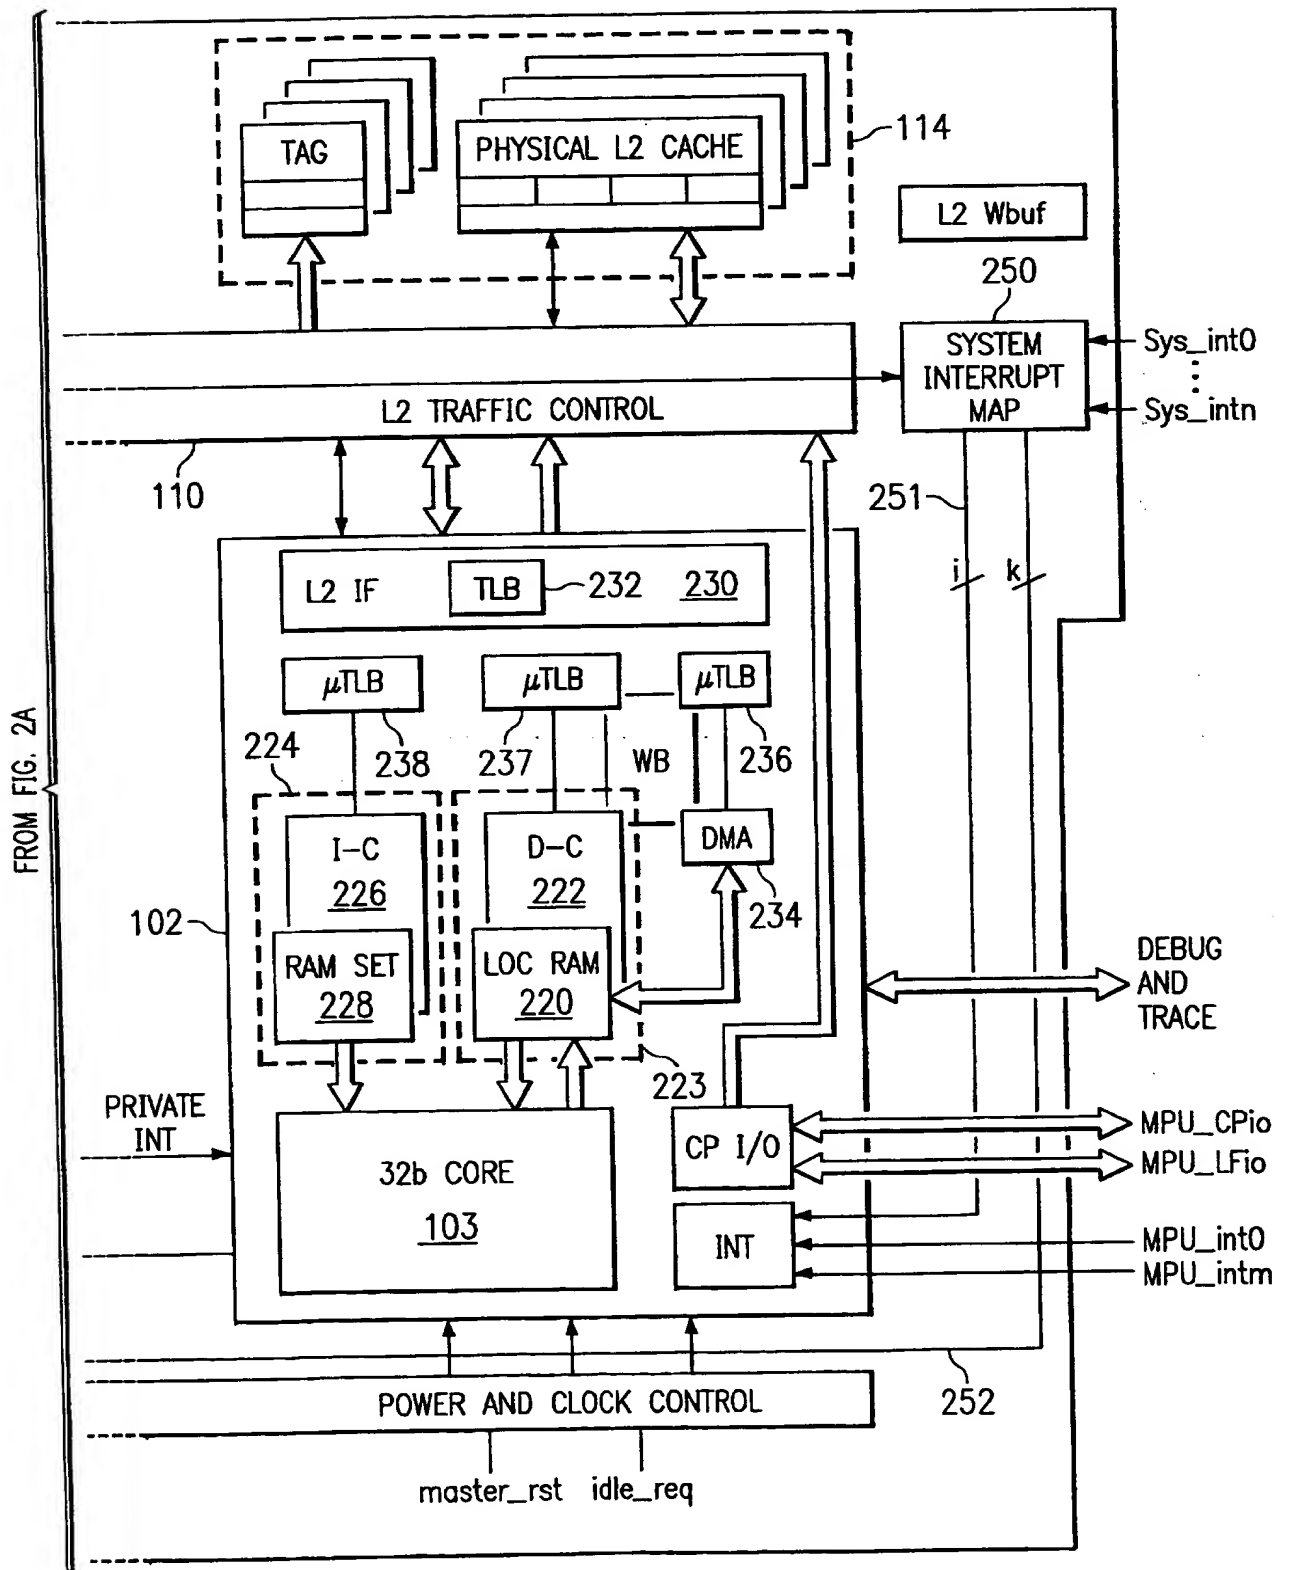 TAG
PHYSICAL L2 CACHE
114
L2 Wbuf
250
SYSTEM
INTERRUPT
MAP
Sys_int0
Sys_intn
L2 TRAFFIC CONTROL
110
251
i
k
L2 IF
TLB
232
230
µTLB
µTLB
µTLB
224
238
237
WB
236
FROM FIG. 2A
I-C
226
D-C
222
DMA
234
102
RAM SET
228
LOC RAM
220
DEBUG
AND
TRACE
223
PRIVATE
INT
32b CORE
103
CP I/O
MPU_CPio
MPU_LFio
INT
MPU_int0
MPU_intm
POWER AND CLOCK CONTROL
252
master_rst
idle_req